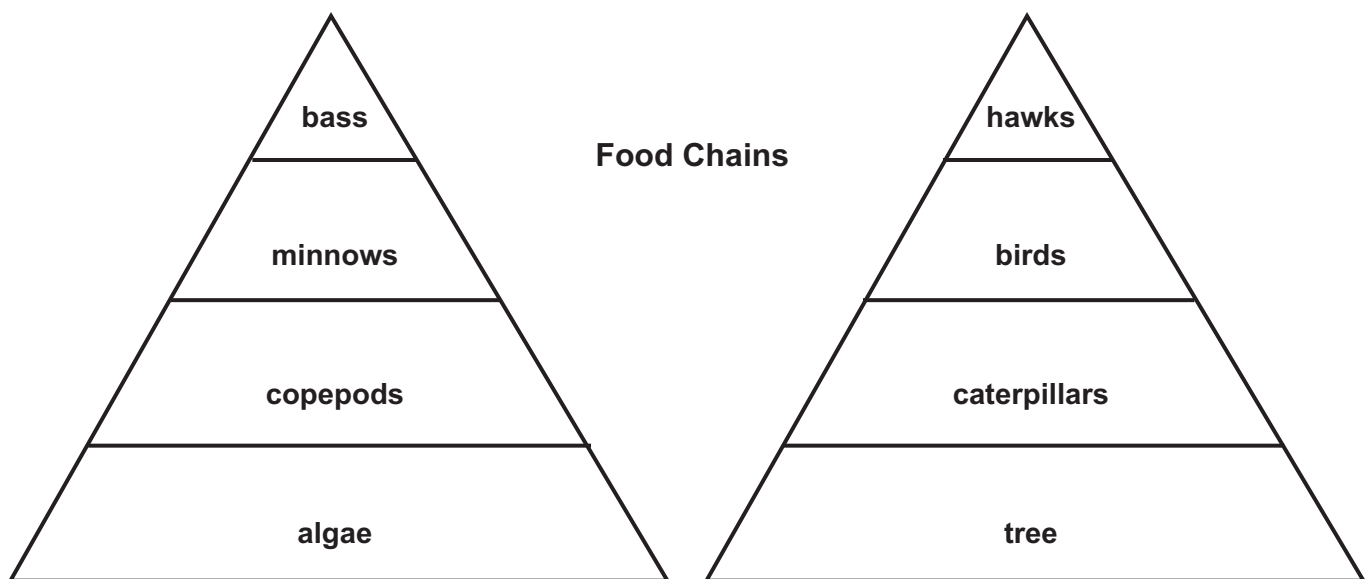 bass
minnows
copepods
algae
Food Chains
hawks
birds
caterpillars
tree